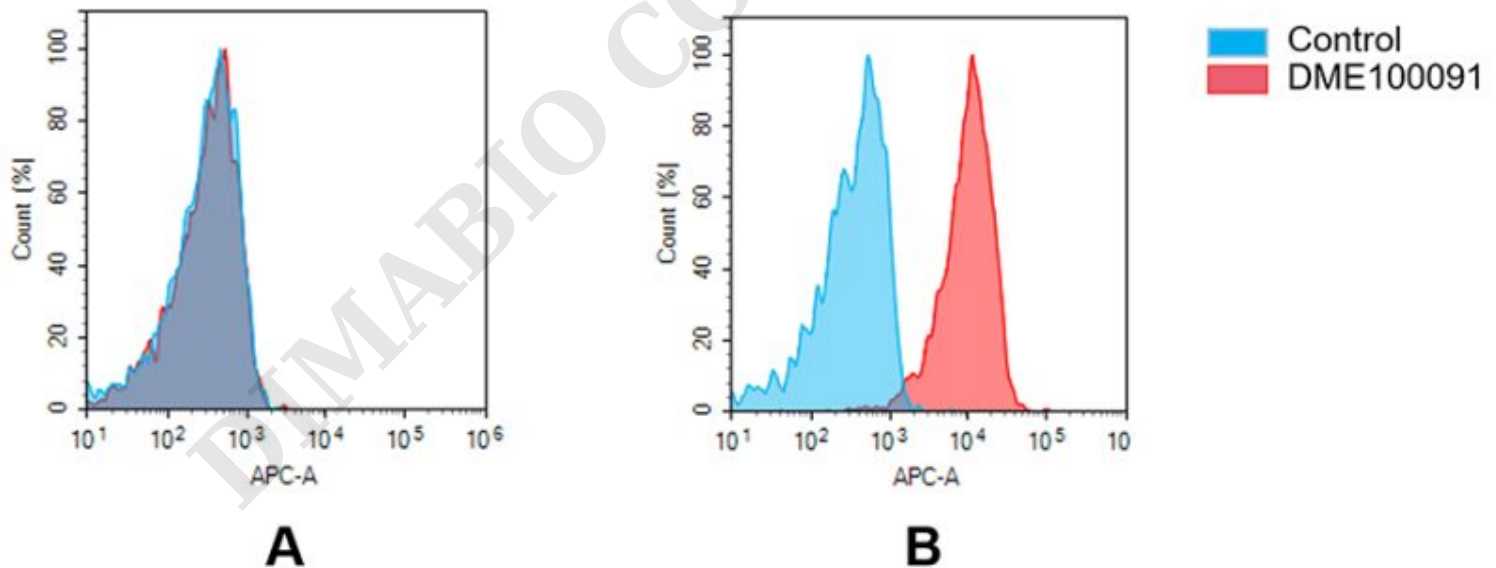 Control
DME100091
Count (%|
100
80
60
40
20
0
10¹ 10² 10³ 10⁴ 10⁵ 10⁶
APC-A
A
Count (%|
100
80
60
40
20
0
10¹ 10² 10³ 10⁴ 10⁵ 10
APC-A
B
DIMABIO CO